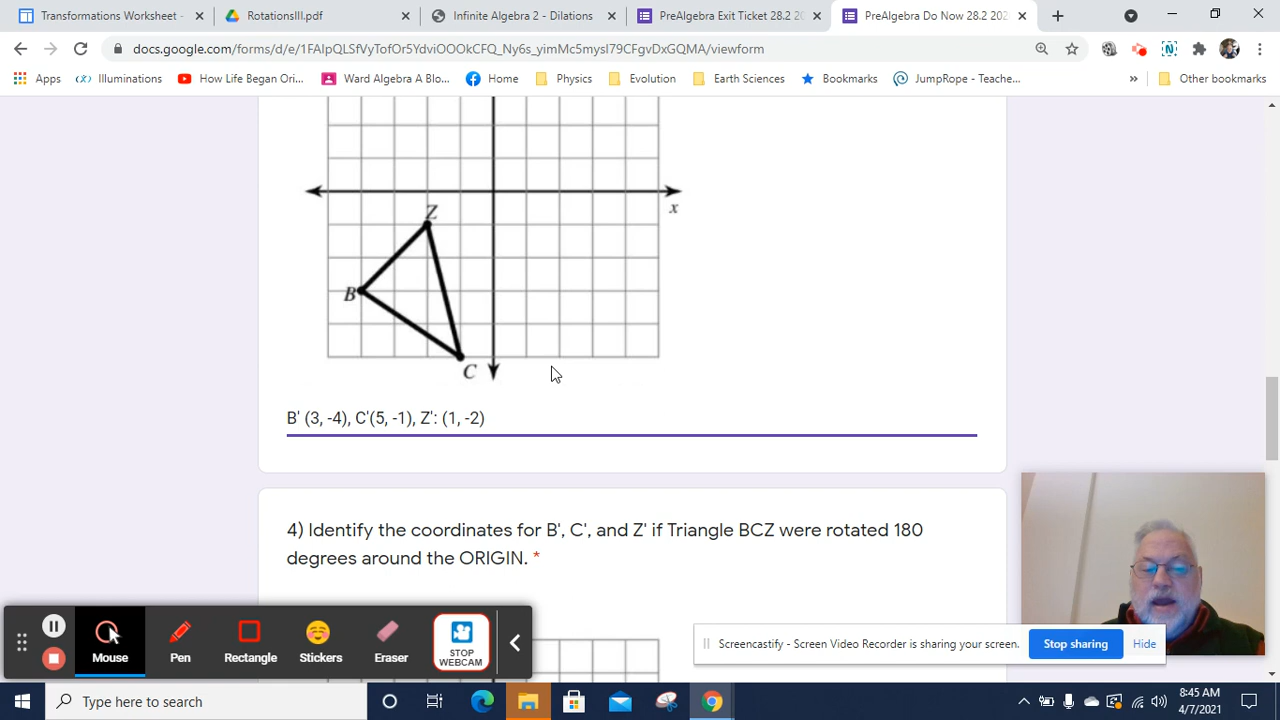 Transformations Worksheet -
RotationsIII.pdf
Infinite Algebra 2 - Dilations
PreAlgebra Exit Ticket 28.2 202
PreAlgebra Do Now 28.2 202
docs.google.com/forms/d/e/1FAIpQLSfVyTofOr5YdviOOOkCFQ_Ny6s_yimMc5mysl79CFgvDxGQMA/viewform
Apps
Illuminations
How Life Began Ori...
Ward Algebra A Blo...
Home
Physics
Evolution
Earth Sciences
Bookmarks
JumpRope - Teache...
»
Other bookmarks
x
Z
B
C
B' (3, -4), C'(5, -1), Z': (1, -2)
4) Identify the coordinates for B', C', and Z' if Triangle BCZ were rotated 180
degrees around the ORIGIN. *
Mouse
Pen
Rectangle
Stickers
Eraser
STOP
WEBCAM
Screencastify - Screen Video Recorder is sharing your screen.
Stop sharing
Hide
Type here to search
8:45 AM
4/7/2021